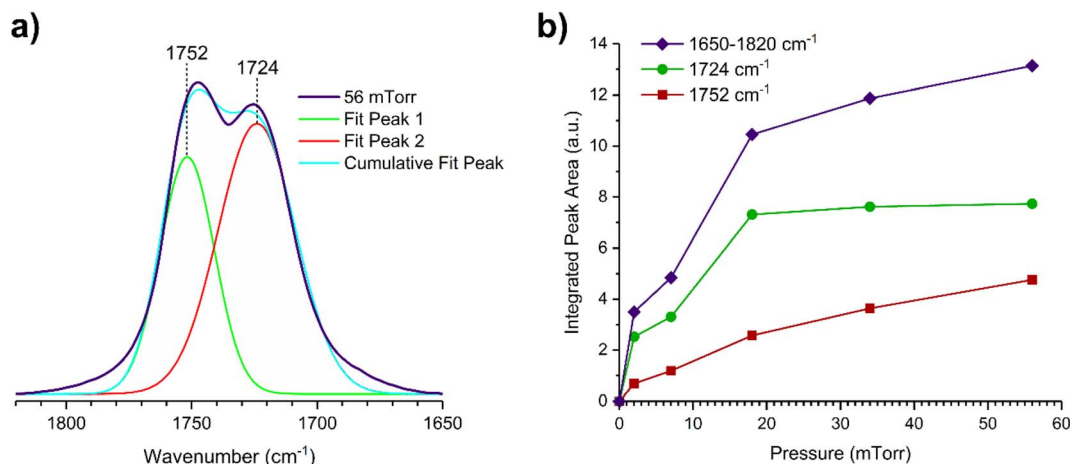 a)
1752
1724
56 mTorr
Fit Peak 1
Fit Peak 2
Cumulative Fit Peak
1800
1750
1700
1650
Wavenumber (cm⁻¹)
b)
1650-1820 cm⁻¹
1724 cm⁻¹
1752 cm⁻¹
14
12
10
8
6
4
2
0
Integrated Peak Area (a.u.)
0 10 20 30 40 50 60
Pressure (mTorr)